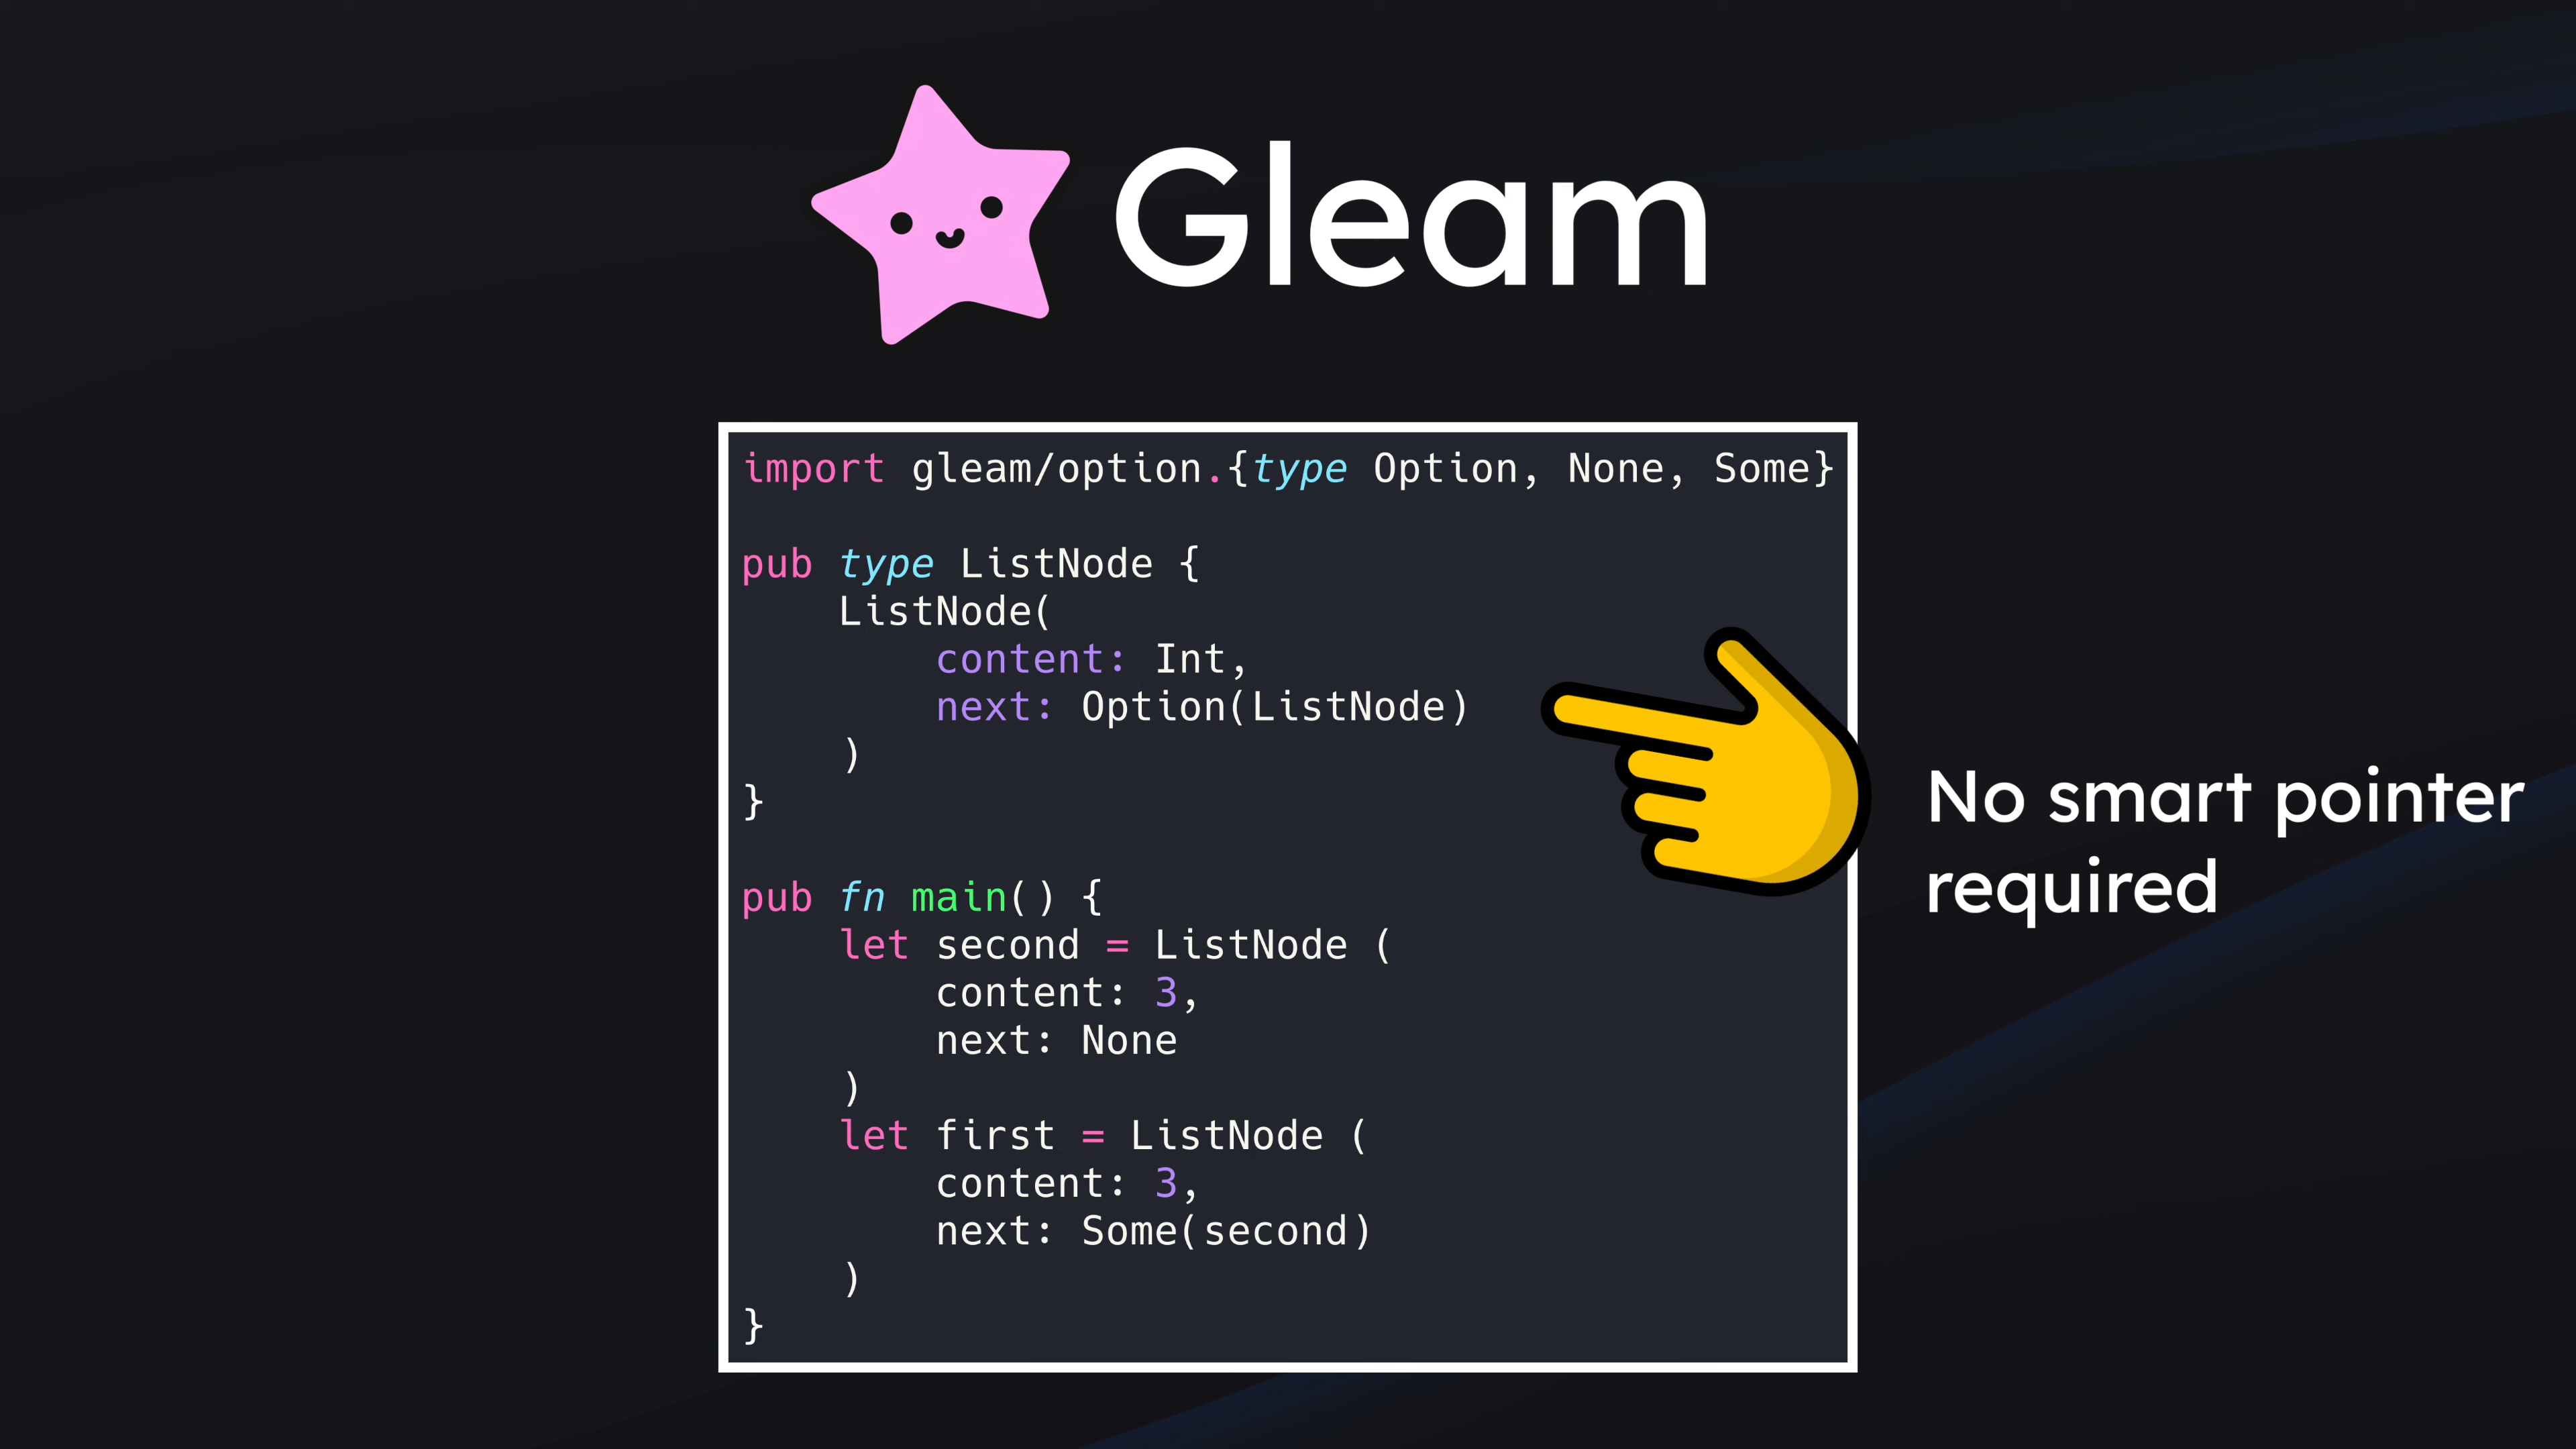 Gleam
import gleam/option.{type Option, None, Some}
pub type ListNode {
    ListNode(
        content: Int,
        next: Option(ListNode)
    )
}
No smart pointer
required
pub fn main() {
    let second = ListNode (
        content: 3,
        next: None
    )
    let first = ListNode (
        content: 3,
        next: Some(second)
    )
}